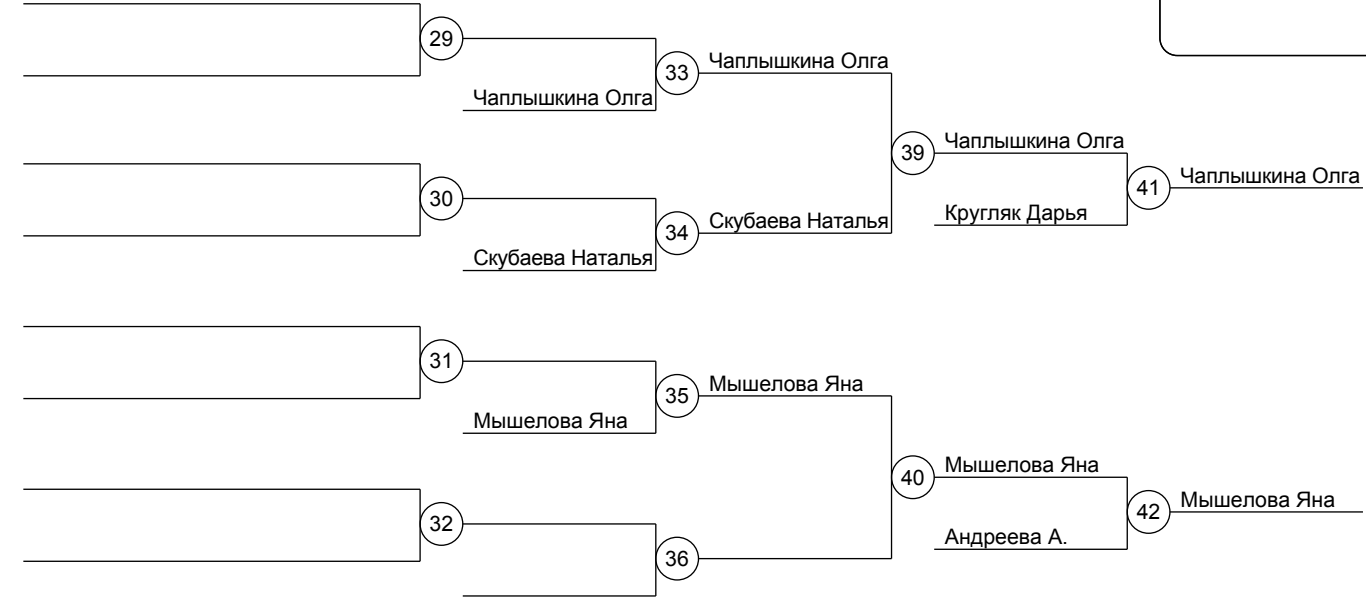 29
33
Чаплышкина Олга
Чаплышкина Олга
39
Чаплышкина Олга
41
Чаплышкина Олга
30
34
Скубаева Наталья
Кругляк Дарья
Скубаева Наталья
31
35
Мышелова Яна
Мышелова Яна
40
Мышелова Яна
42
Мышелова Яна
32
36
Андреева А.